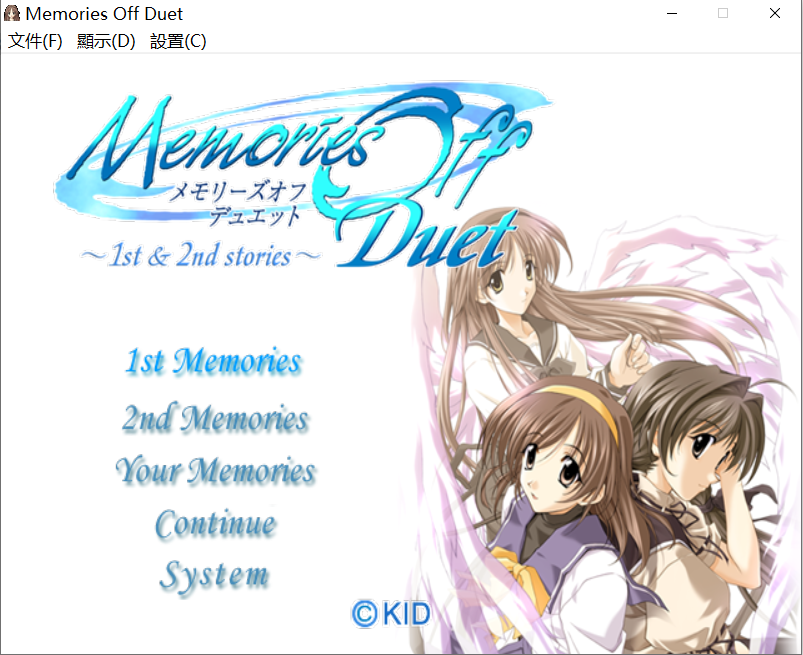 Memories Off Duet
文件(F) 顯示(D) 設置(C)
Memories Off
メモリーズオフ
デュエット
Duet
～1st & 2nd stories～
1st Memories
2nd Memories
Your Memories
Continue
System
© KID